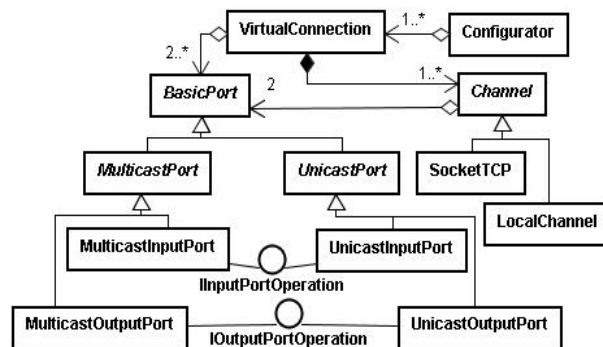 VirtualConnection
1..*
Configurator
2..*
1..*
2
BasicPort
Channel
MulticastPort
UnicastPort
SocketTCP
LocalChannel
MulticastInputPort
UnicastInputPort
IInputPortOperation
MulticastOutputPort
UnicastOutputPort
IOutputPortOperation